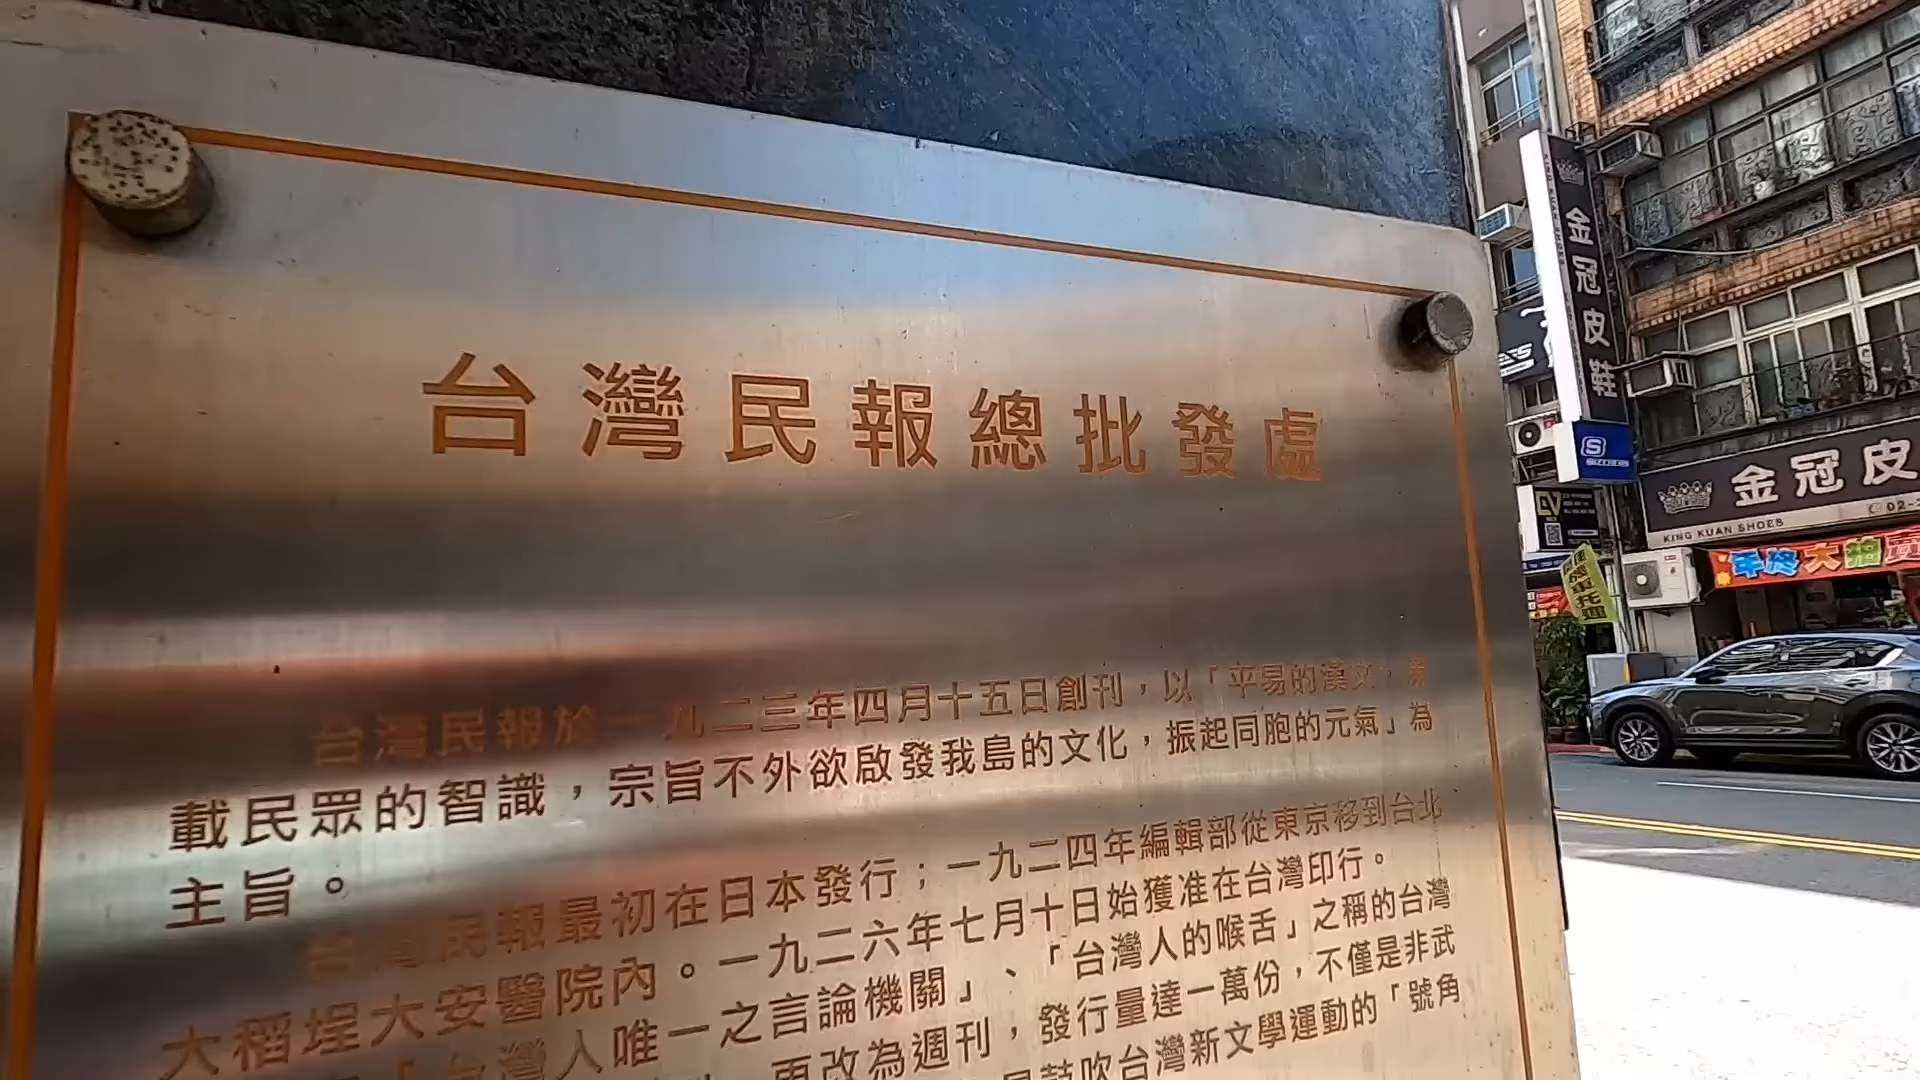 台灣民報總批發處
台灣民報於一九二三年四月十五日創刊，以「平易的漢文，
載民眾的智識，宗旨不外欲啟發我島的文化，振起同胞的元氣」為
主旨。
台灣民報最初在日本發行；一九二四年編輯部從東京移到台北
大稻埕大安醫院內。一九二六年七月十日始獲准在台灣印行。
「台灣人唯一之言論機關」、「台灣人的喉舌」之稱的台灣
更改為週刊，發行量達一萬份，不僅是非武
鼓吹台灣新文學運動的「號角
金冠皮鞋
金冠皮
KING KUAN SHOES
02-
年終大拍賣
托運